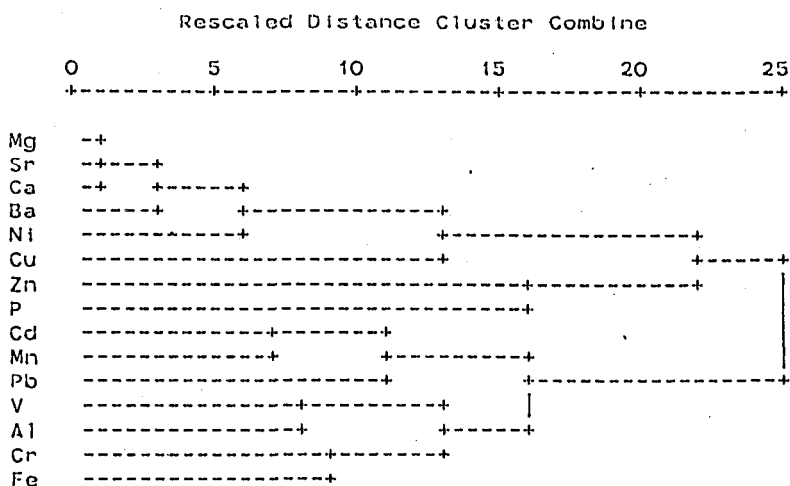 Rescaled Distance Cluster Combine
0 5 10 15 20 25
Mg
Sr
Ca
Ba
Ni
Cu
Zn
P
Cd
Mn
Pb
V
Al
Cr
Fe